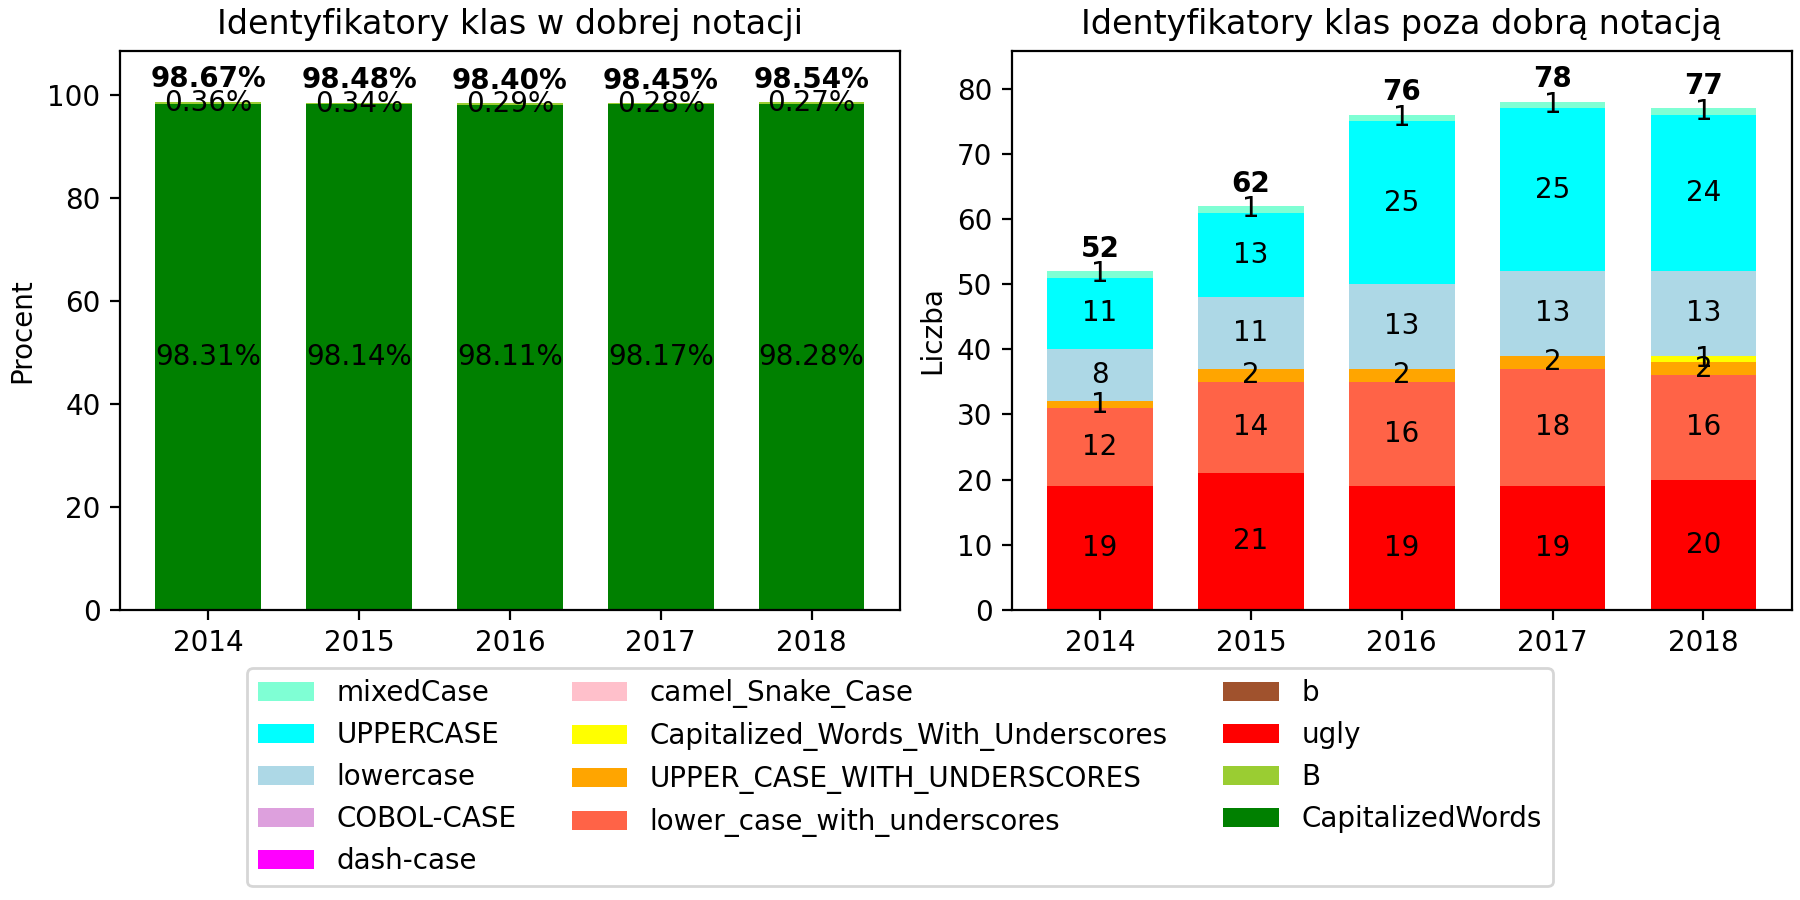 Identyfikatory klas w dobrej notacji
98.67% 98.48% 98.40% 98.45% 98.54%
0.36% 0.34% 0.29% 0.28% 0.27%
98.31% 98.14% 98.11% 98.17% 98.28%
Procent
100
80
60
40
20
0
2014 2015 2016 2017 2018
Identyfikatory klas poza dobrą notacją
Liczba
80
70
60
50
40
30
20
10
0
52
1
11
8
1
12
19
62
1
13
11
2
14
21
76
1
25
13
2
16
19
78
1
25
13
2
18
19
77
1
24
13
1
2
16
20
2014 2015 2016 2017 2018
mixedCase
UPPERCASE
lowercase
COBOL-CASE
dash-case
camel_Snake_Case
Capitalized_Words_With_Underscores
UPPER_CASE_WITH_UNDERSCORES
lower_case_with_underscores
b
ugly
B
CapitalizedWords